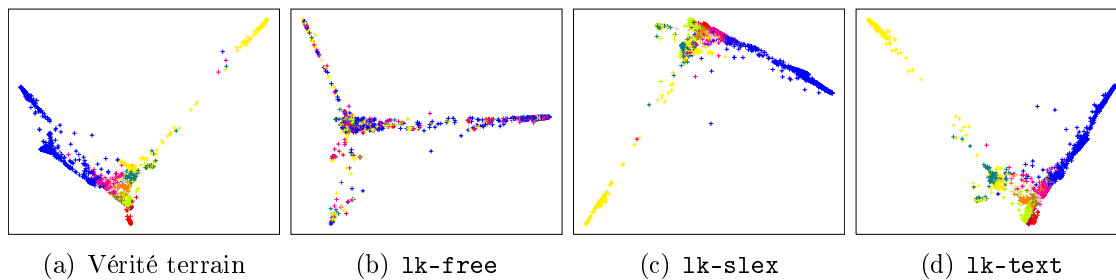 (a) Vérité terrain
(b) lk-free
(c) lk-slex
(d) lk-text